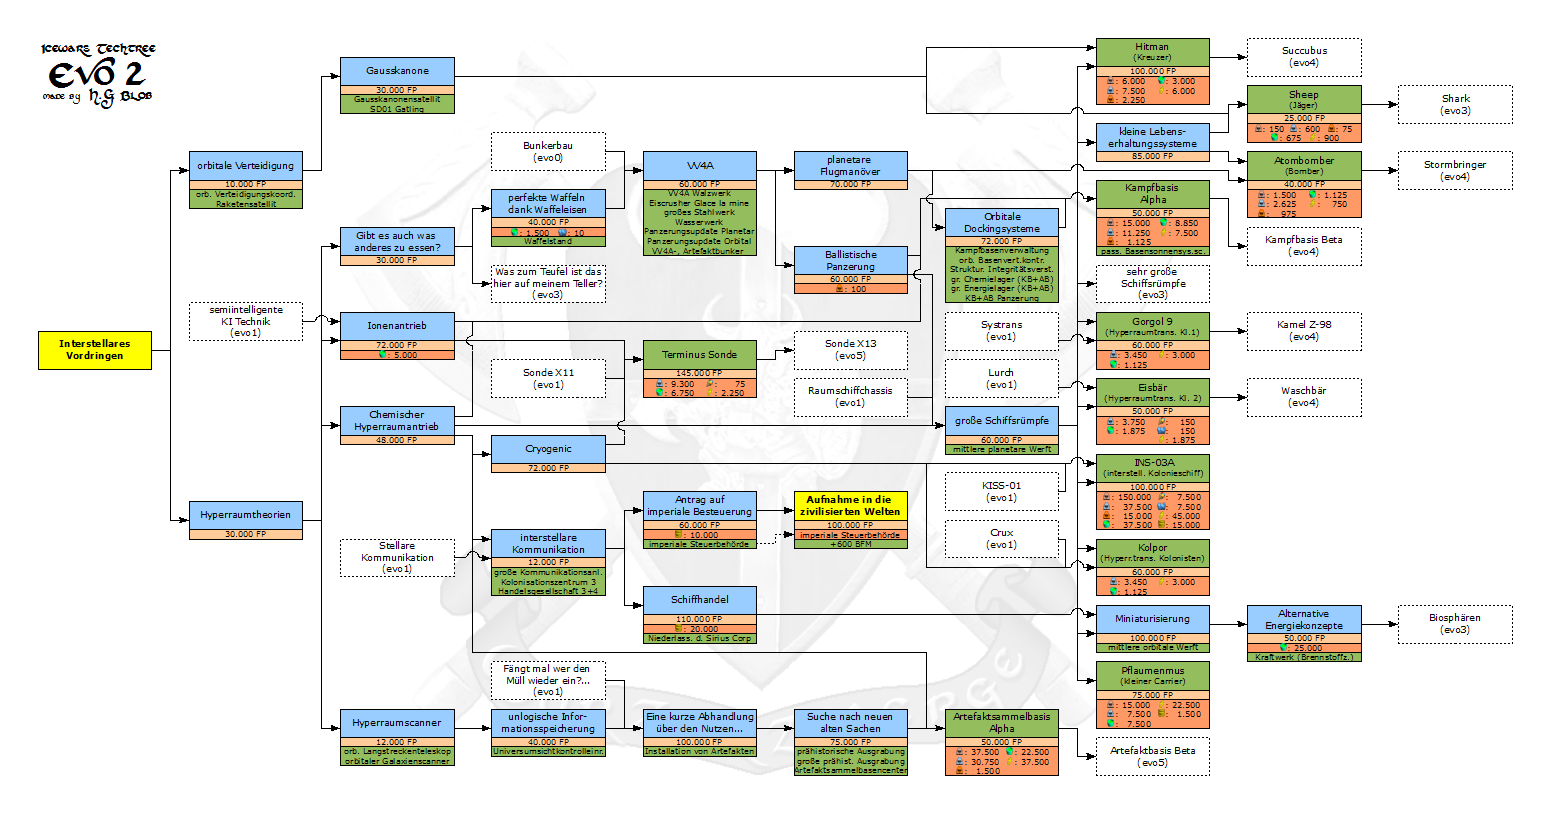 Icewars Techtree
Evo 2
made by H.G Blob
Interstellares
Vordringen
orbitale Verteidigung
10.000 FP
orb. Verteidigungskoord.
Raketensatellit
Hyperraumtheorien
30.000 FP
semiintelligente
KI Technik
(evo1)
Gausskanone
30.000 FP
Gausskanonensatellit
SD01 Gatling
Gibt es auch was
anderes zu essen?
30.000 FP
Ionenantrieb
72.000 FP
: 5.000
Chemischer
Hyperraumantrieb
48.000 FP
Stellare
Kommunikation
(evo1)
Hyperraumscanner
12.000 FP
orb. Langstreckenteleskop
orbitaler Galaxienscanner
Bunkerbau
(evo0)
perfekte Waffeln
dank Waffeleisen
40.000 FP
: 1.500 : 10
Waffelstand
Was zum Teufel ist das
hier auf meinem Teller?
(evo3)
Sonde X11
(evo1)
Cryogenic
72.000 FP
interstellare
Kommunikation
12.000 FP
große Kommunikationsanl.
Kolonisationszentrum 3
Handelsgesellschaft 3+4
Fängt mal wer den
Müll wieder ein?...
(evo1)
unlogische Infor-
mationsspeicherung
40.000 FP
Universumsichtkontrolleinr.
VV4A
60.000 FP
VV4A Walzwerk
Eiscrusher Glace la mine
großes Stahlwerk
Wasserwerk
Panzerungsupdate Planetar
Panzerungsupdate Orbital
VV4A-, Artefaktbunker
Terminus Sonde
145.000 FP
: 9.300 : 75
: 6.750 : 2.250
Antrag auf
imperiale Besteuerung
60.000 FP
: 10.000
imperiale Steuerbehörde
Schiffhandel
110.000 FP
: 20.000
Niederlass. d. Sirius Corp
Eine kurze Abhandlung
über den Nutzen...
100.000 FP
Installation von Artefakten
planetare
Flugmanöver
70.000 FP
Ballistische
Panzerung
60.000 FP
: 100
Sonde X13
(evo5)
Raumschiffchassis
(evo1)
Aufnahme in die
zivilisierten Welten
100.000 FP
imperiale Steuerbehörde
+600 BFM
Suche nach neuen
alten Sachen
75.000 FP
prähistorische Ausgrabung
große prähist. Ausgrabung
Artefaktsammelbasencenter
Orbitale
Dockingsysteme
72.000 FP
Kampfbasenverwaltung
orb. Basenvert.kontr.
Struktur. Integritätsverst.
gr. Chemielager (KB+AB)
gr. Energielager (KB+AB)
KB+AB Panzerung
Systrans
(evo1)
Lurch
(evo1)
große Schiffsrümpfe
60.000 FP
mittlere planetare Werft
KISS-01
(evo1)
Crux
(evo1)
Artefaktsammelbasis
Alpha
50.000 FP
: 37.500 : 22.500
: 30.750 : 37.500
: 1.500
Hitman
(Kreuzer)
100.000 FP
: 6.000 : 3.000
: 7.500 : 6.000
: 2.250
kleine Lebens-
erhaltungssysteme
85.000 FP
Kampfbasis
Alpha
50.000 FP
: 15.000 : 8.850
: 11.250 : 7.500
: 1.125
pass. Basensonnensys.sc.
sehr große
Schiffsrümpfe
(evo3)
Gorgol 9
(Hyperraumtrans. Kl.1)
60.000 FP
: 3.450 : 3.000
: 1.125
Eisbär
(Hyperraumtrans. Kl. 2)
50.000 FP
: 3.750 : 150
: 1.875 : 150
: 1.875
INS-03A
(interstell. Kolonieschiff)
100.000 FP
: 150.000 : 7.500
: 37.500 : 7.500
: 15.000 : 45.000
: 37.500 : 15.000
Kolpor
(Hyperr.trans. Kolonisten)
60.000 FP
: 3.450 : 3.000
: 1.125
Miniaturisierung
100.000 FP
mittlere orbitale Werft
Pflaumenmus
(kleiner Carrier)
75.000 FP
: 15.000 : 22.500
: 7.500 : 1.500
: 7.500
Artefaktbasis Beta
(evo5)
Succubus
(evo4)
Sheep
(Jäger)
25.000 FP
: 150 : 600 : 75
: 675 : 900
Atombomber
(Bomber)
40.000 FP
: 1.500 : 1.125
: 2.625 : 750
: 975
Kampfbasis Beta
(evo4)
Kamel Z-98
(evo4)
Waschbär
(evo4)
Alternative
Energiekonzepte
50.000 FP
: 25.000
Kraftwerk (Brennstoffz.)
Shark
(evo3)
Stormbringer
(evo4)
Biosphären
(evo3)